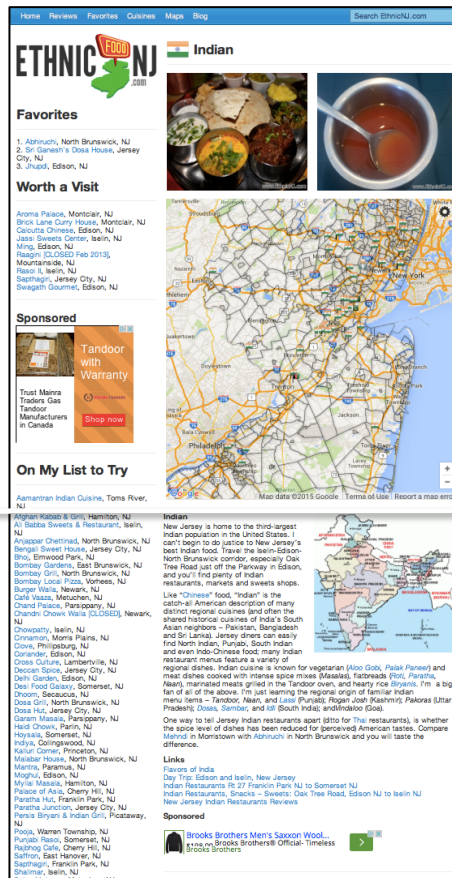 Home Reviews Favorites Cuisines Maps Blog
Search EthnicNJ.com
ETHNIC FOOD NJ
.com
Indian
www.EthnicNJ.com
www.EthnicNJ.com
Favorites
1. Abhiruchi, North Brunswick, NJ
2. Sri Ganesh's Dosa House, Jersey
City, NJ
3. Jhupdi, Edison, NJ
Worth a Visit
Aroma Palace, Montclair, NJ
Brick Lane Curry House, Montclair, NJ
Calcutta Chinese, Edison, NJ
Jassi Sweets Center, Iselin, NJ
Ming, Edison, NJ
Raagini [CLOSED Feb 2013],
Mountainside, NJ
Rasoi II, Iselin, NJ
Sapthagiri, Jersey City, NJ
Swagath Gourmet, Edison, NJ
Stroudsburg
Nazareth
Easton
Doylestown
Trenton
Princeton
New York
Jackson
Philadelphia
Lacey
Township
Google
Map data ©2015 Google Terms of Use Report a map error
Sponsored
Tandoor
with
Warranty
Shop now
Trust Mainra
Traders Gas
Tandoor
Manufacturers
in Canada
On My List to Try
Aamantran Indian Cuisine, Toms River,
NJ
Afghan Kabab & Grill, Hamilton, NJ
Ali Babba Sweets & Restaurant, Iselin,
NJ
Anjappar Chettinad, North Brunswick, NJ
Bengali Sweet House, Jersey City, NJ
Bhoj, Elmwood Park, NJ
Bombay Gardens, East Brunswick, NJ
Bombay Grill, North Brunswick, NJ
Bombay Local Pizza, Vorhees, NJ
Burger Walla, Newark, NJ
Café Vaaza, Metuchen, NJ
Chand Palace, Parsippany, NJ
Chandni Chowk Walla [CLOSED], Newark,
NJ
Chowpatty, Iselin, NJ
Cinnamon, Morris Plains, NJ
Clove, Philipsburg, NJ
Coriander, Edison, NJ
Cross Culture, Lamberville, NJ
Deccan Spice, Jersey City, NJ
Delhi Garden, Edison, NJ
Desi Food Galaxy, Somerset, NJ
Dhoom, Secaucus, NJ
Dosa Grill, North Brunswick, NJ
Dosa Hut, Jersey City, NJ
Garam Masala, Parsippany, NJ
Haidi Chowk, Parlin, NJ
Hoysala, Somerset, NJ
Indiya, Collingswood, NJ
Kalluri Corner, Princeton, NJ
Malabar House, North Brunswick, NJ
Mantra, Paramus, NJ
Moghul, Edison, NJ
Myllai Masala, Hamilton, NJ
Palace of Asia, Cherry Hill, NJ
Paratha Hut, Franklin Park, NJ
Paratha Junction, Jersey City, NJ
Persis Biryani & Indian Grill, Picataway,
NJ
Pooja, Warren Township, NJ
Punjabi Rasoi, Somerset, NJ
Rajbhog Cafe, Cherry Hill, NJ
Saffron, East Hanover, NJ
Sapthagiri, Franklin Park, NJ
Shalimar, Iselin, NJ
Indian
New Jersey is home to the third-largest
Indian population in the United States. I
can't begin to do justice to New Jersey's
best Indian food. Travel the Iselin-Edison-
North Brunswick corridor, especially Oak
Tree Road just off the Parkway in Edison,
and you'll find plenty of Indian
restaurants, markets and sweets shops.
Like "Chinese" food, "Indian" is the
catch-all American description of many
distinct regional cuisines (and often the
shared historical cuisines of India's South
Asian neighbors – Pakistan, Bangladesh
and Sri Lanka). Jersey diners can easily
find North Indian, Punjabi, South Indian
and even Indo-Chinese food; many Indian
restaurant menus feature a variety of
regional dishes. Indian cuisine is known for vegetarian (Aloo Gobi, Palak Paneer) and
meat dishes cooked with intense spice mixes (Masalas), flatbreads (Roti, Paratha,
Naan), marinated meats grilled in the Tandoor oven, and hearty rice Biryanis. I'm a big
fan of all of the above. I'm just learning the regional origin of familiar Indian
menu items – Tandoor, Naan, and Lassi (Punjab); Rogan Josh (Kashmir); Pakoras (Uttar
Pradesh); Dosas, Sambar, and Idli (South India); andVindaloo (Goa).
One way to tell Jersey Indian restaurants apart (ditto for Thai restaurants), is whether
the spice level of dishes has been reduced for (perceived) American tastes. Compare
Mehndi in Morristown with Abhiruchi in North Brunswick and you will taste the
difference.
Links
Flavors of India
Day Trip: Edison and Iselin, New Jersey
Indian Restaurants Rt 27 Franklin Park NJ to Somerset NJ
Indian Restaurants, Snacks – Sweets: Oak Tree Road, Edison NJ to Iselin NJ
New Jersey Indian Restaurants Reviews
Sponsored
Brooks Brothers Men's Saxxon Wool...
Brooks Brothers® Official- Timeless
Brooks Brothers